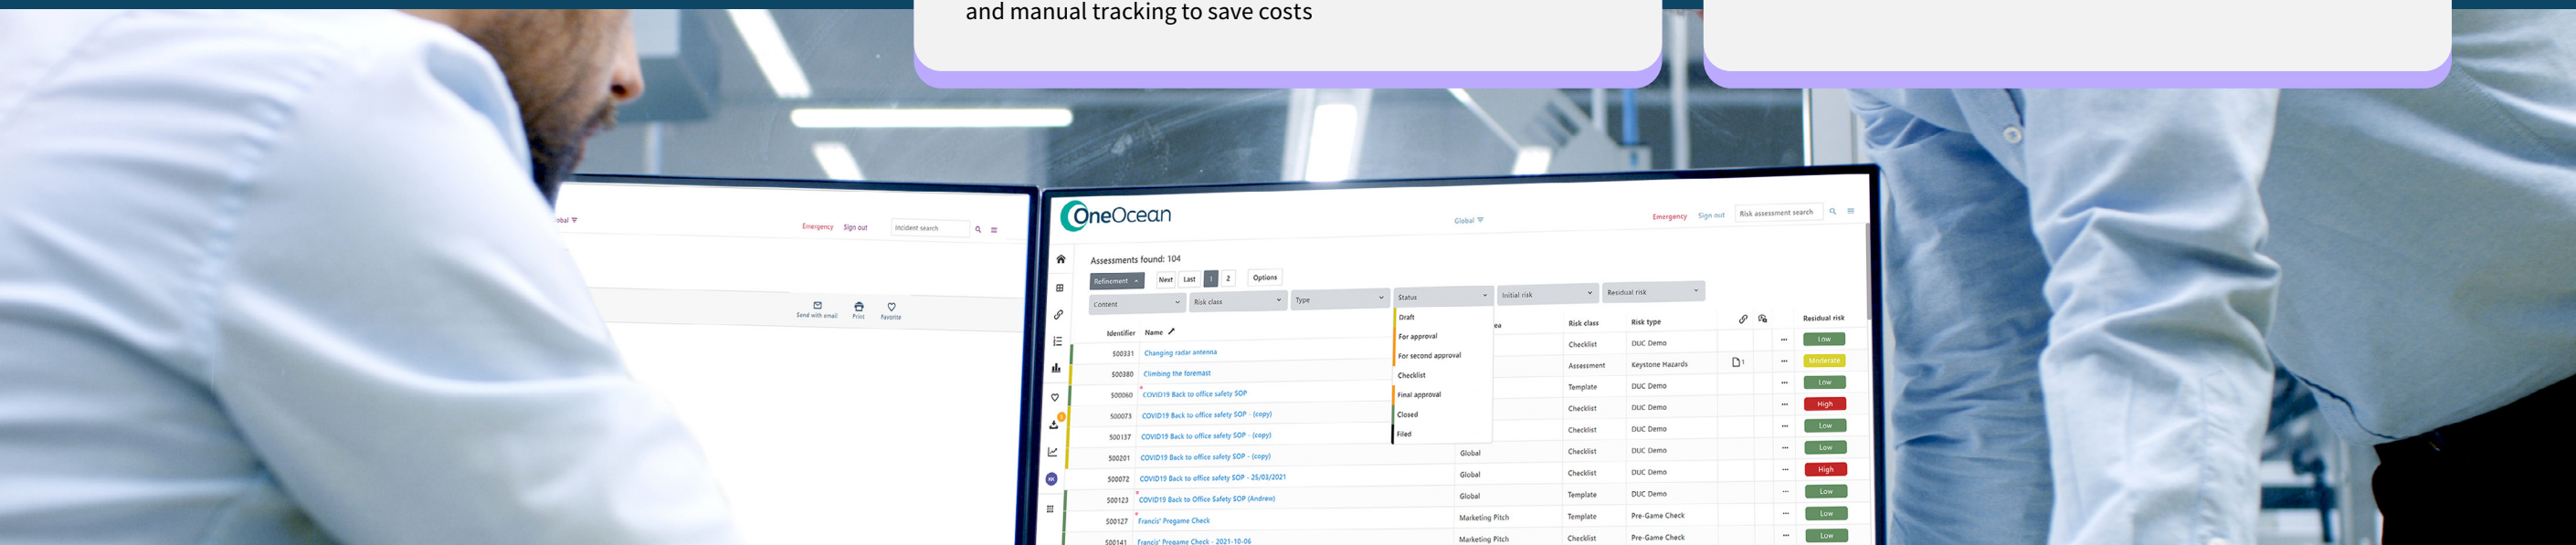 and manual tracking to save costs
obal
Emergency
Sign out
Incident search
Send with email
Print
Favorite
OneOcean
Global
Emergency
Sign out
Risk assessment search
Assessments found: 104
Refinement
Next
Last
1
2
Options
Content
Risk class
Type
Status
Initial risk
Residual risk
Draft
For approval
For second approval
Checklist
Final approval
Closed
Filed
Identifier Name ea Risk class Risk type Residual risk
500331 Changing radar antenna Checklist DUC Demo ... Low
500380 Climbing the foremast Assessment Keystone Hazards 1 ... Moderate
500060 COVID19 Back to office safety SOP Template DUC Demo ... Low
500073 COVID19 Back to office safety SOP - (copy) Checklist DUC Demo ... High
500137 COVID19 Back to office safety SOP - (copy) Checklist DUC Demo ... Low
500201 COVID19 Back to office safety SOP - (copy) Global Checklist DUC Demo ... Low
500072 COVID19 Back to office safety SOP - 25/03/2021 Global Checklist DUC Demo ... High
500123 COVID19 Back to Office Safety SOP (Andrew) Global Template DUC Demo ... Low
500127 Francis' Pregame Check Marketing Pitch Template Pre-Game Check ... Low
500141 Francis' Pregame Check - 2021-10-06 Marketing Pitch Checklist Pre-Game Check ... Low